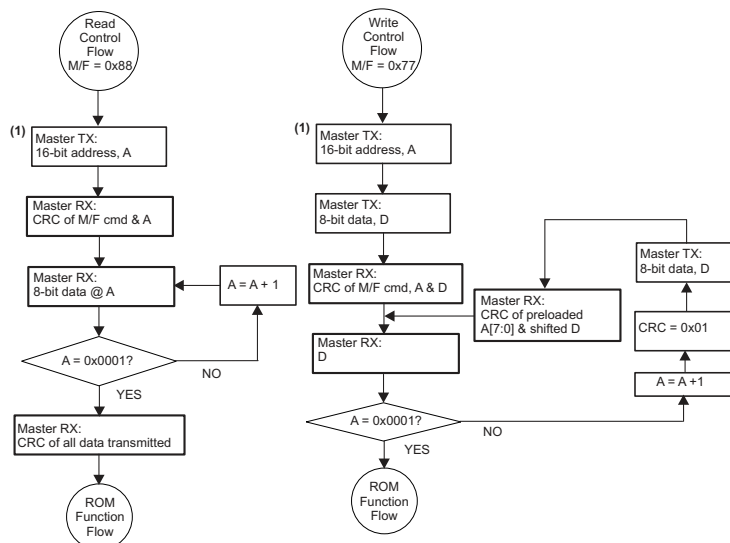 Read
Control
Flow
M/F = 0x88
(1)
Master TX:
16-bit address, A
Master RX:
CRC of M/F cmd & A
Master RX:
8-bit data @ A
A = A + 1
A = 0x0001?
NO
YES
Master RX:
CRC of all data transmitted
ROM
Function
Flow
Write
Control
Flow
M/F = 0x77
(1)
Master TX:
16-bit address, A
Master TX:
8-bit data, D
Master RX:
CRC of M/F cmd, A & D
Master RX:
D
A = 0x0001?
NO
YES
A = A +1
CRC = 0x01
Master TX:
8-bit data, D
Master RX:
CRC of preloaded
A[7:0] & shifted D
ROM
Function
Flow